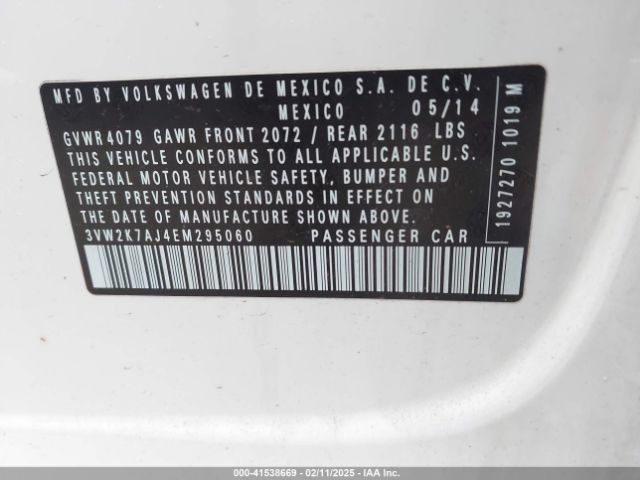 MFD BY VOLKSWAGEN DE MEXICO S.A. DE C.V.
MEXICO 05/14
GVWR 4079 GAWR FRONT 2072 / REAR 2116 LBS
THIS VEHICLE CONFORMS TO ALL APPLICABLE U.S.
FEDERAL MOTOR VEHICLE SAFETY, BUMPER AND
THEFT PREVENTION STANDARDS IN EFFECT ON
THE DATE OF MANUFACTURE SHOWN ABOVE.
3VW2K7AJ4EM295060 PASSENGER CAR
1927270 1019 M
000-41538669 - 02/11/2025 - IAA Inc.